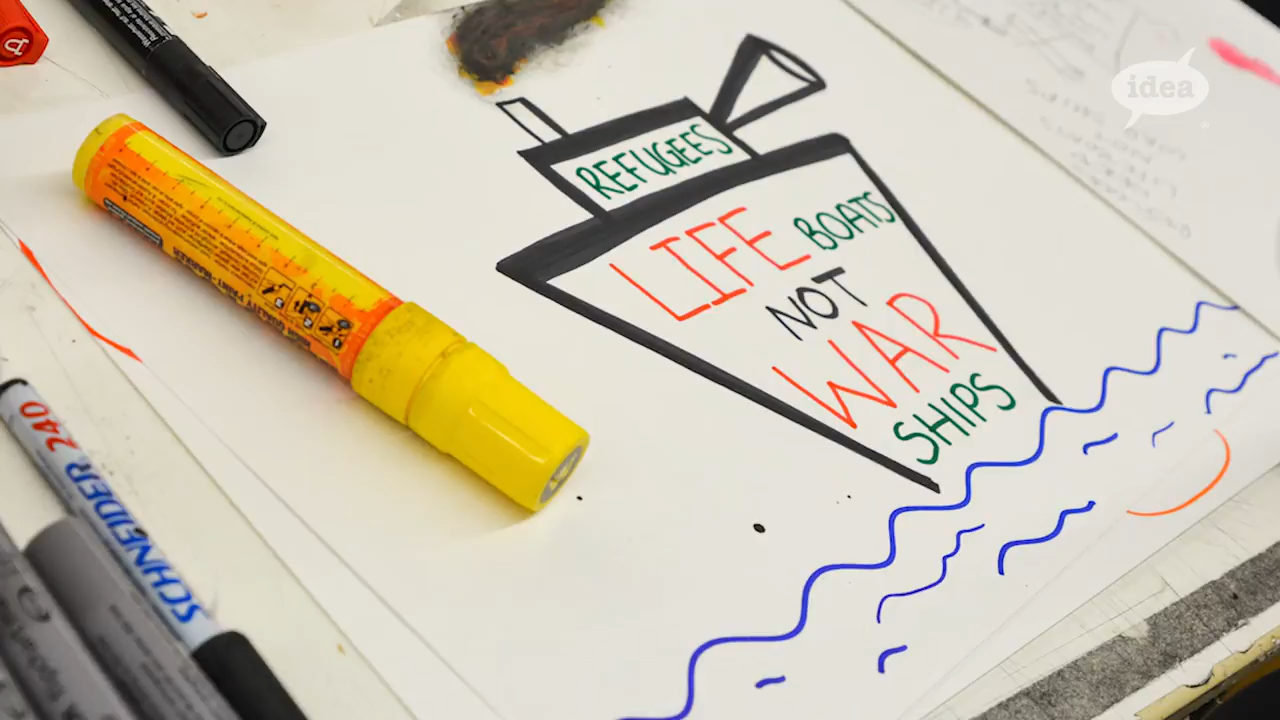 REFUGEES
LIFE BOATS
NOT
WAR
SHIPS
idea
SCHNEIDER 240